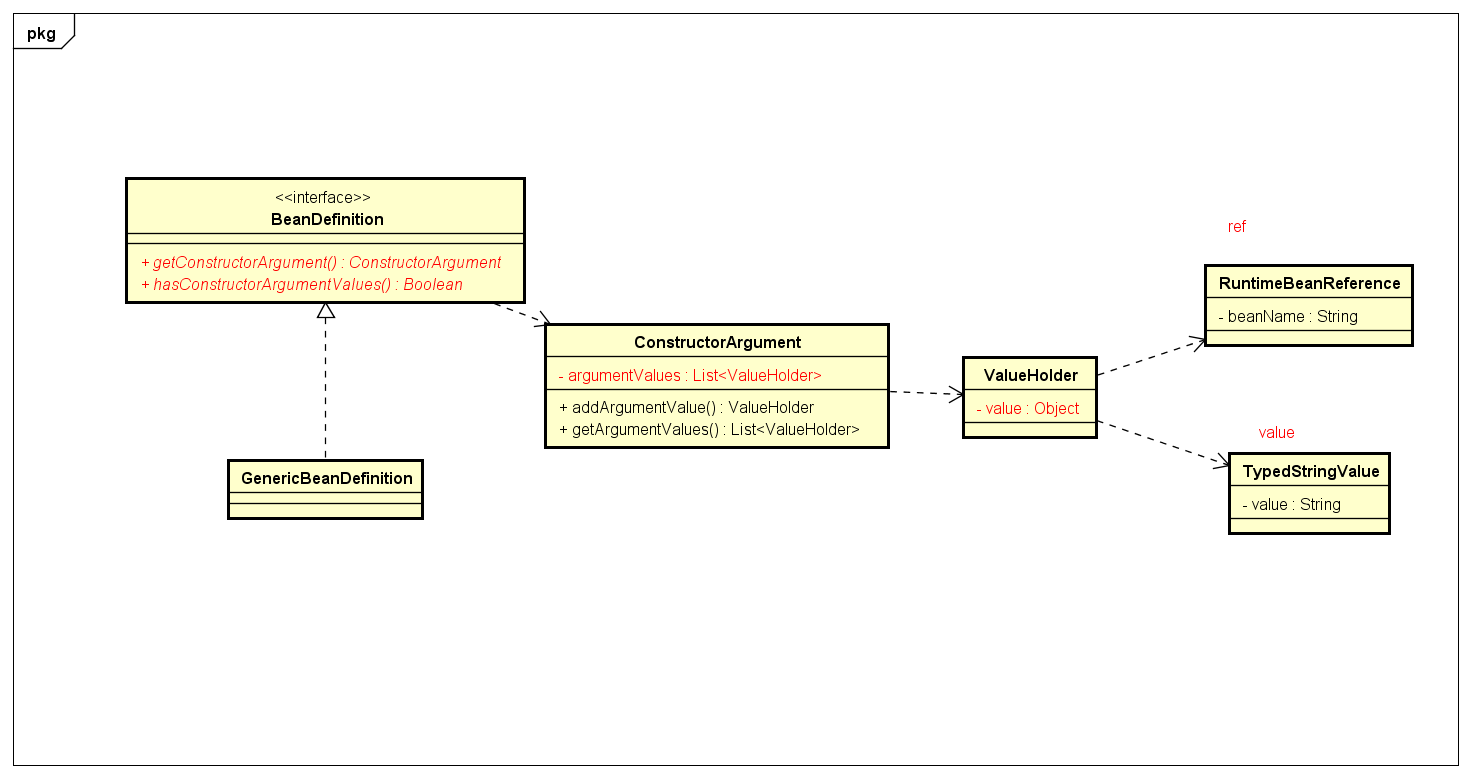 pkg
<<interface>>
BeanDefinition
+ getConstructorArgument() : ConstructorArgument
+ hasConstructorArgumentValues() : Boolean
GenericBeanDefinition
ConstructorArgument
- argumentValues : List<ValueHolder>
+ addArgumentValue() : ValueHolder
+ getArgumentValues() : List<ValueHolder>
ValueHolder
- value : Object
ref
RuntimeBeanReference
- beanName : String
value
TypedStringValue
- value : String